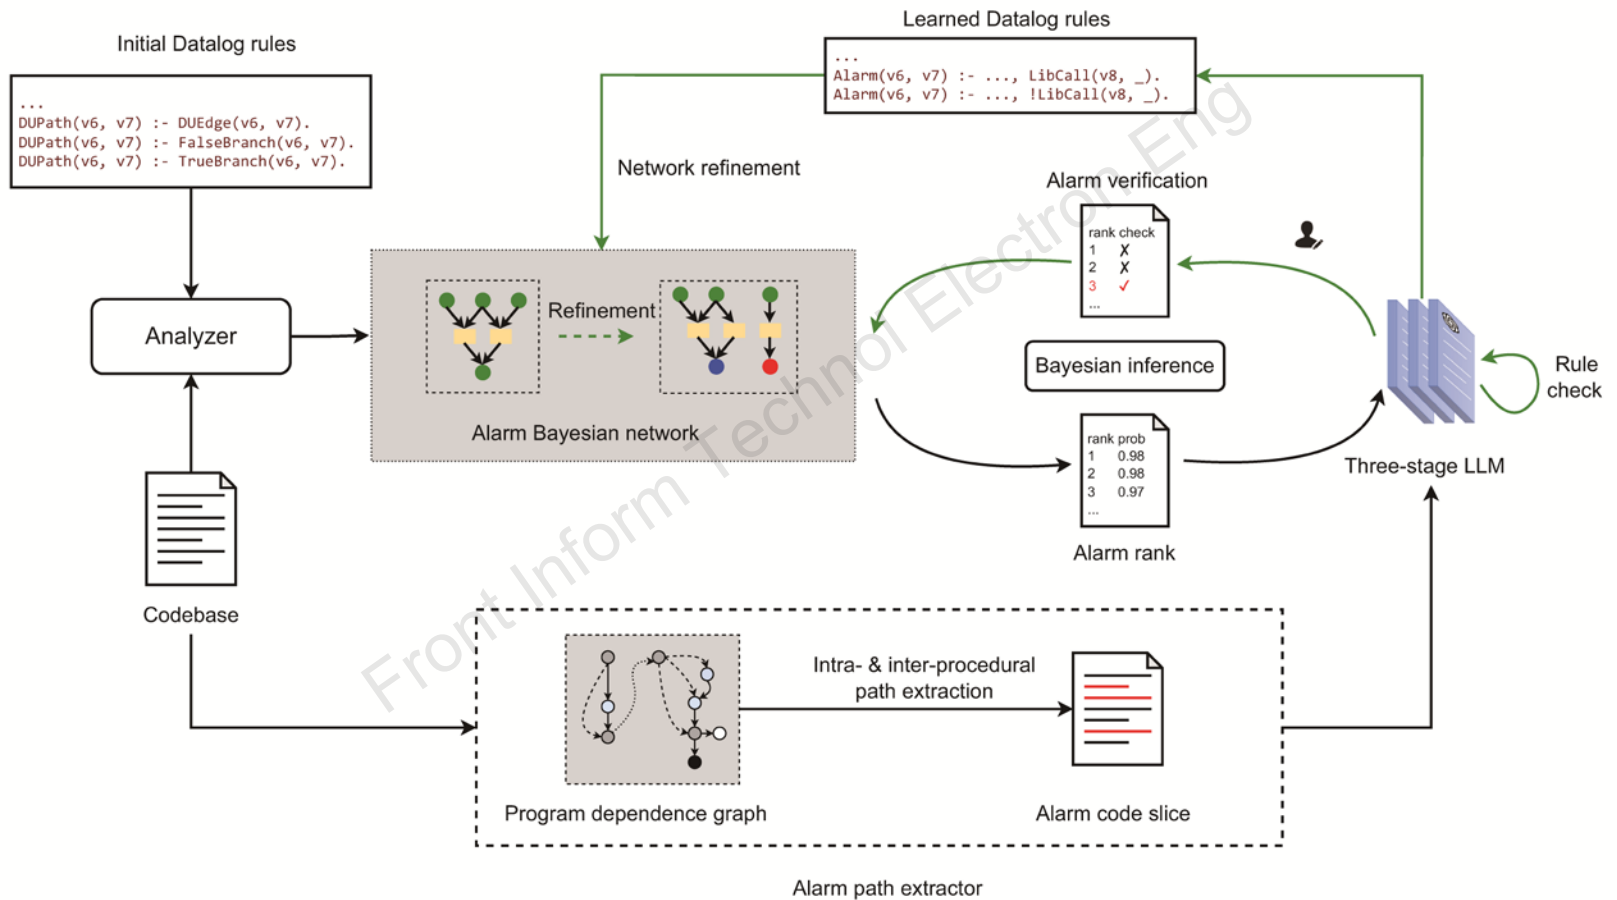 Learned Datalog rules
Initial Datalog rules
...
Alarm(v6, v7) :- ..., LibCall(v8, _).
Alarm(v6, v7) :- ..., !LibCall(v8, _).
...
DUPath(v6, v7) :- DUEdge(v6, v7).
DUPath(v6, v7) :- FalseBranch(v6, v7).
DUPath(v6, v7) :- TrueBranch(v6, v7).
Network refinement
Alarm verification
rank check
1 ✗
2 ✗
3 ✓
...
Analyzer
Refinement
Alarm Bayesian network
Bayesian inference
Rule
check
rank prob
1 0.98
2 0.98
3 0.97
...
Three-stage LLM
Alarm rank
Codebase
Intra- & inter-procedural
path extraction
Program dependence graph
Alarm code slice
Alarm path extractor
Front Inform Technol Electron Eng